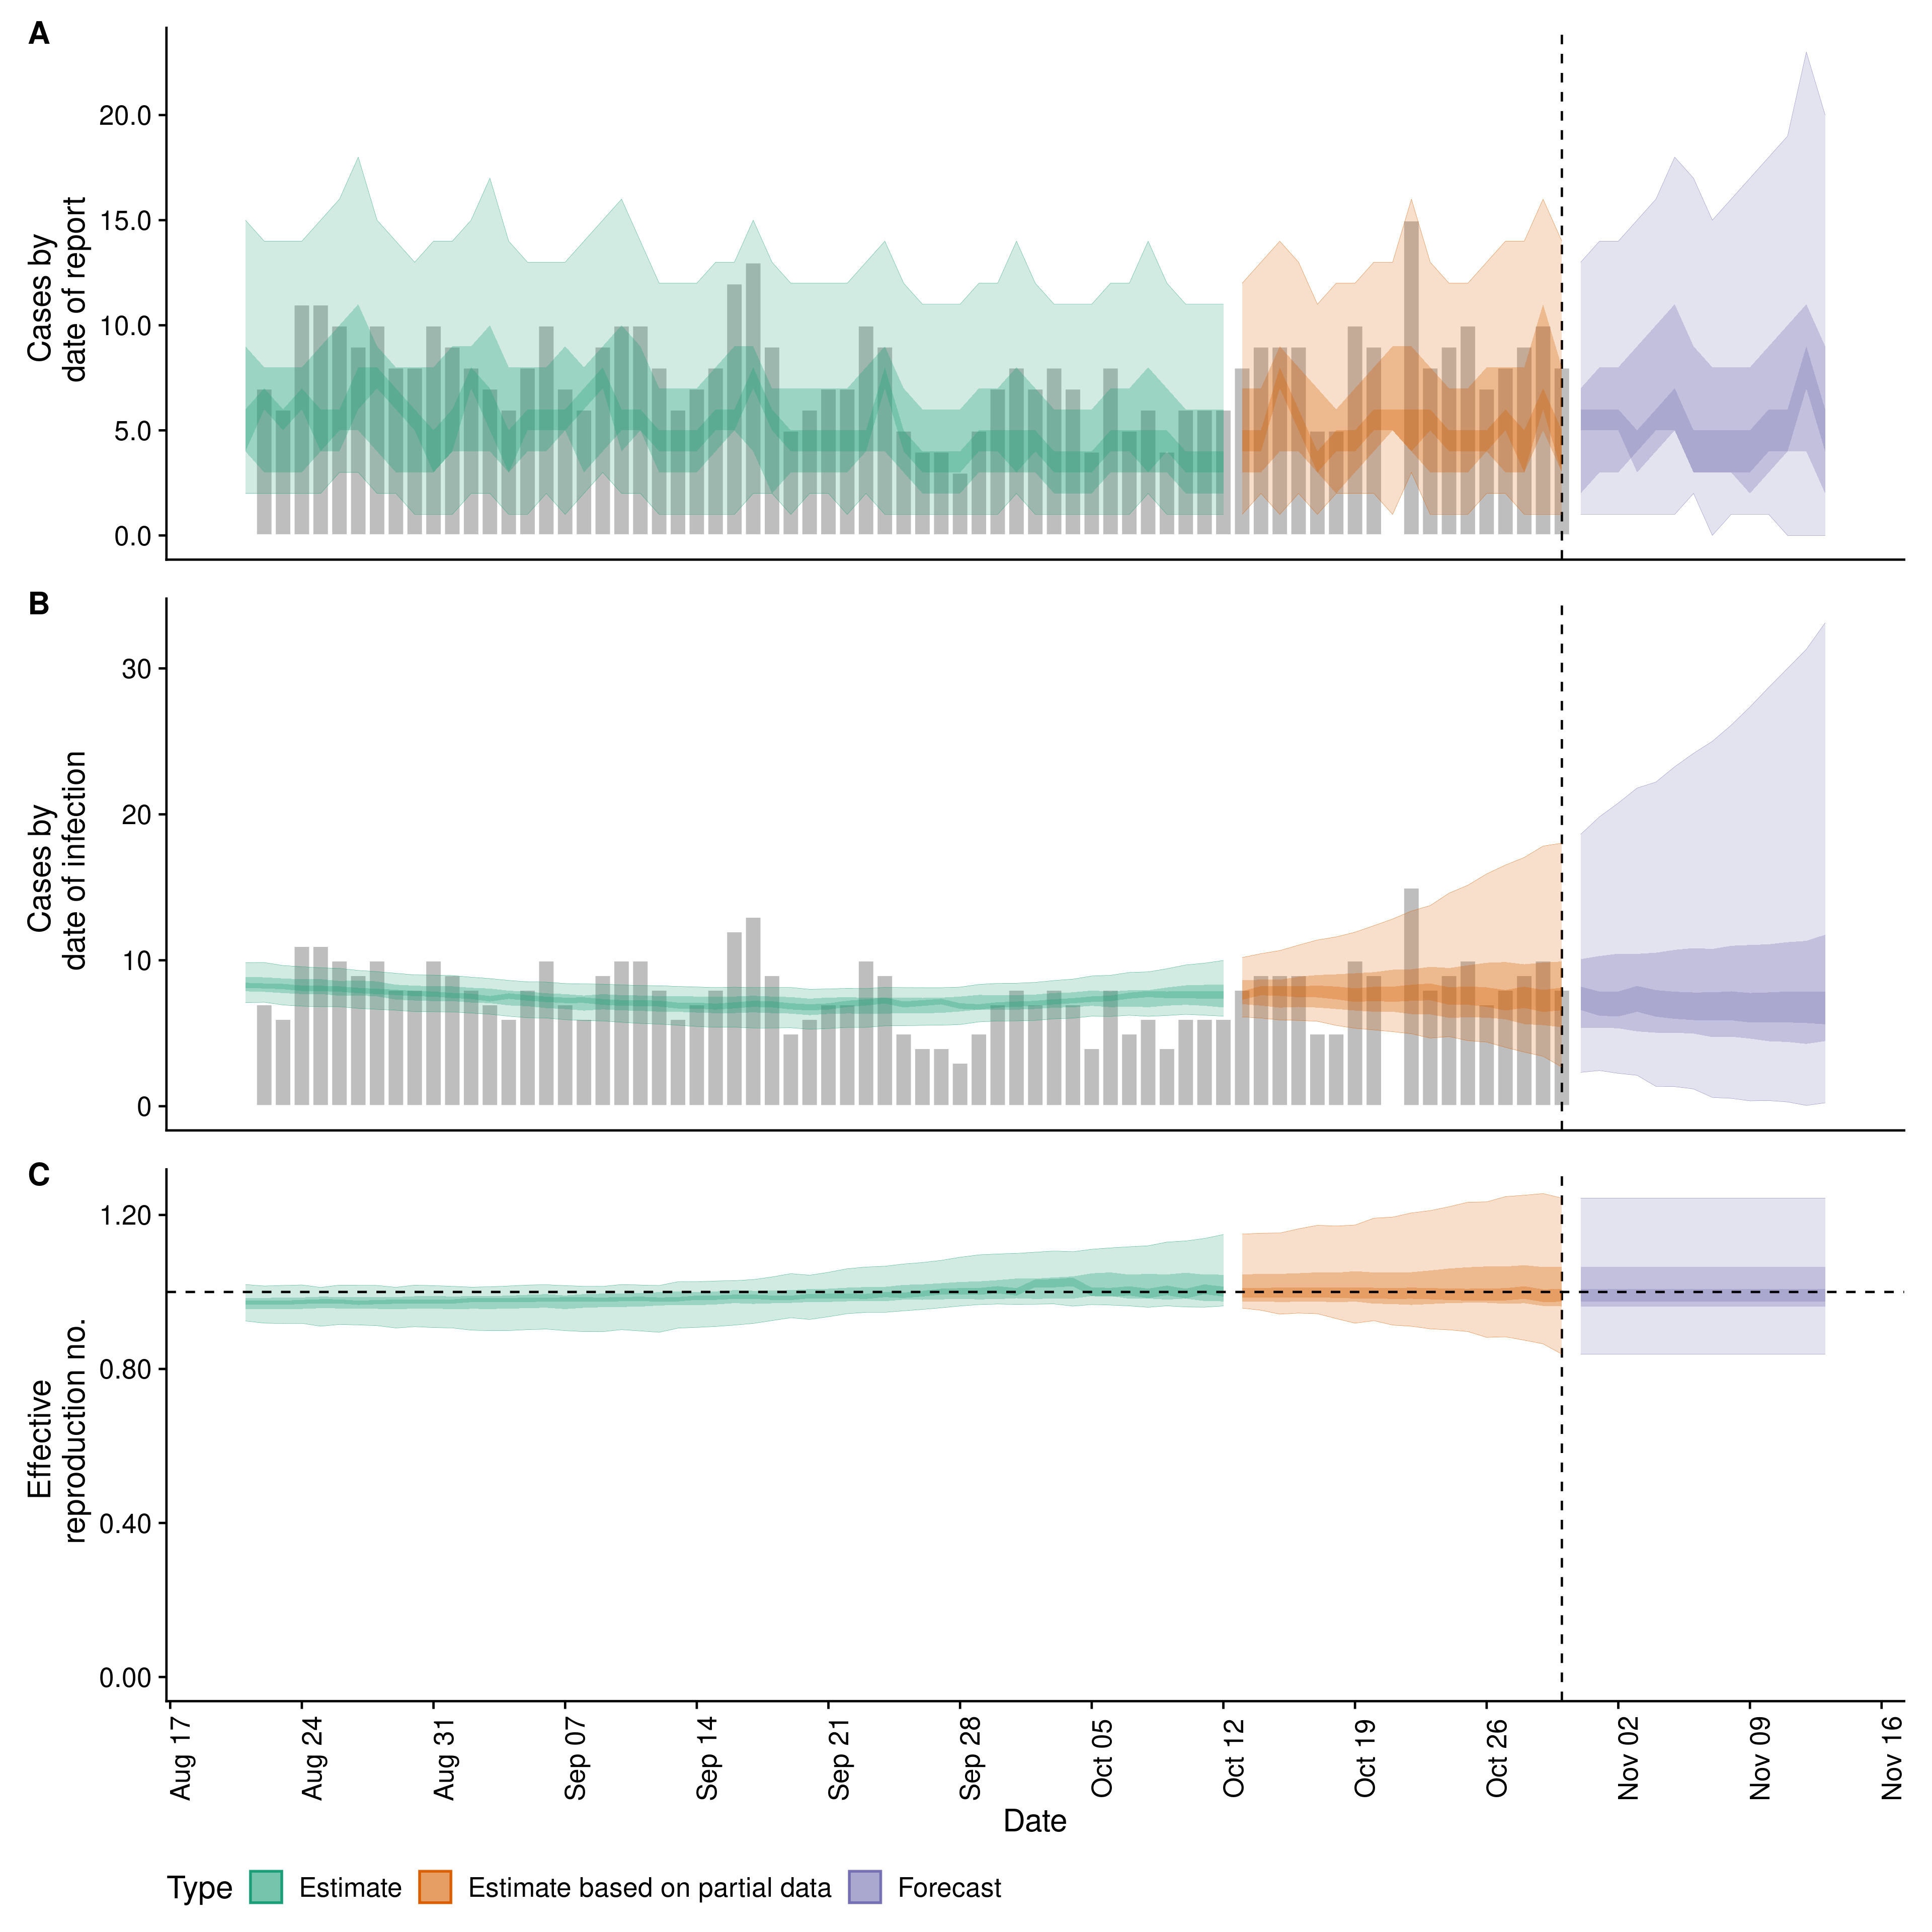 A
Cases by
date of report
20.0
15.0
10.0
5.0
0.0
B
Cases by
date of infection
30
20
10
0
C
Effective
reproduction no.
1.20
0.80
0.40
0.00
Aug 17
Aug 24
Aug 31
Sep 07
Sep 14
Sep 21
Sep 28
Oct 05
Oct 12
Oct 19
Oct 26
Nov 02
Nov 09
Nov 16
Date
Type Estimate Estimate based on partial data Forecast